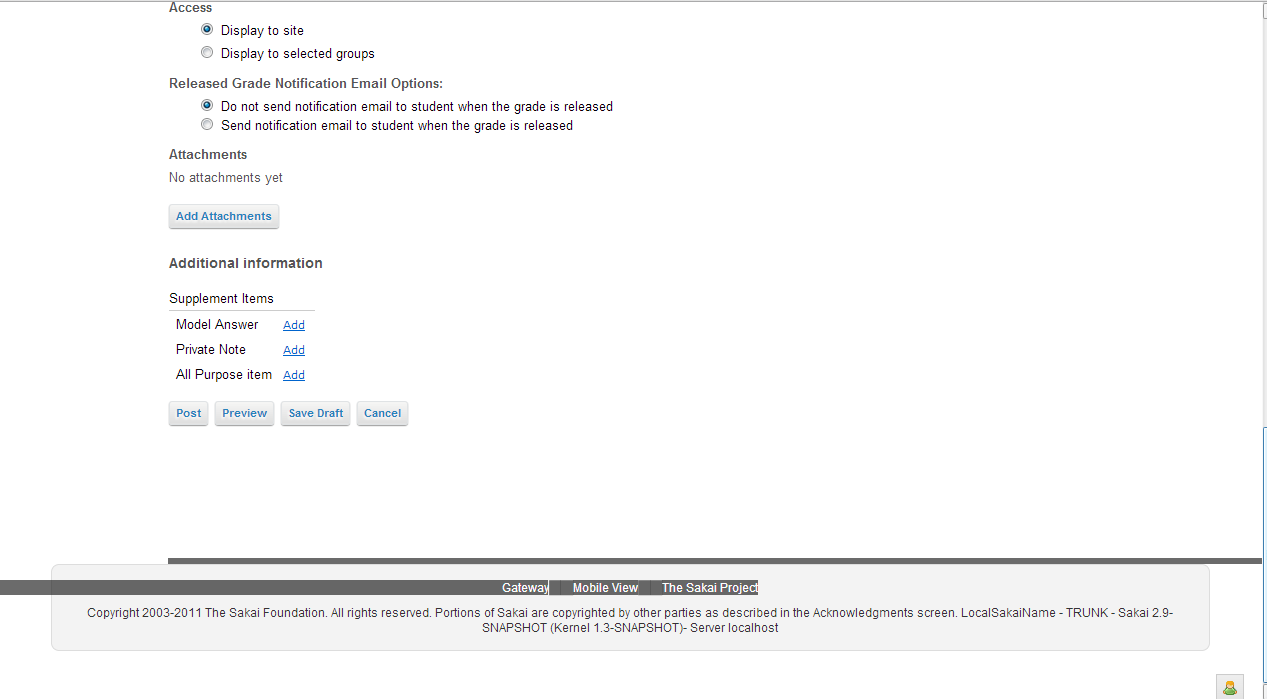 Access
Display to site
Display to selected groups
Released Grade Notification Email Options:
Do not send notification email to student when the grade is released
Send notification email to student when the grade is released
Attachments
No attachments yet
Add Attachments
Additional information
Supplement Items
Model Answer Add
Private Note Add
All Purpose item Add
Post Preview Save Draft Cancel
Gateway Mobile View The Sakai Project
Copyright 2003-2011 The Sakai Foundation. All rights reserved. Portions of Sakai are copyrighted by other parties as described in the Acknowledgments screen. LocalSakaiName - TRUNK - Sakai 2.9-
SNAPSHOT (Kernel 1.3-SNAPSHOT)- Server localhost